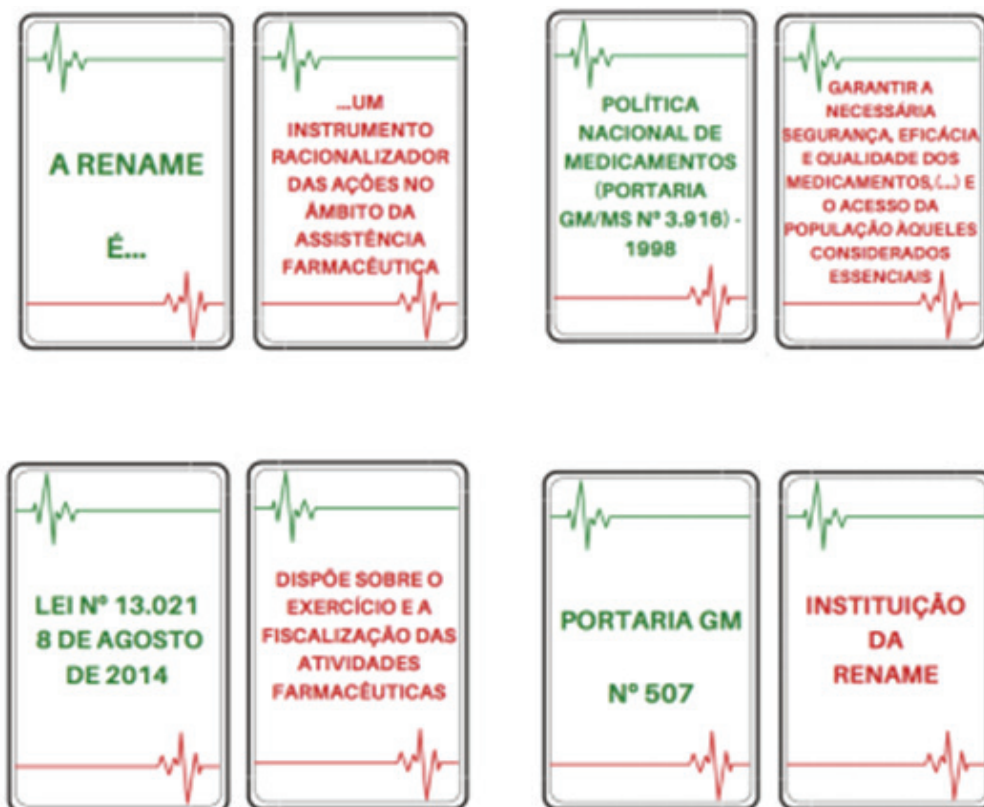 A RENAME
É...
...UM
INSTRUMENTO
RACIONALIZADOR
DAS AÇÕES NO
ÂMBITO DA
ASSISTÊNCIA
FARMACÊUTICA
POLÍTICA
NACIONAL DE
MEDICAMENTOS
(PORTARIA
GM/MS Nº 3.916) -
1998
GARANTIR A
NECESSÁRIA
SEGURANÇA, EFICÁCIA
E QUALIDADE DOS
MEDICAMENTOS,(...) E
O ACESSO DA
POPULAÇÃO ÀQUELES
CONSIDERADOS
ESSENCIAIS
LEI Nº 13.021
8 DE AGOSTO
DE 2014
DISPÕE SOBRE O
EXERCÍCIO E A
FISCALIZAÇÃO DAS
ATIVIDADES
FARMACÊUTICAS
PORTARIA GM
Nº 507
INSTITUIÇÃO
DA
RENAME